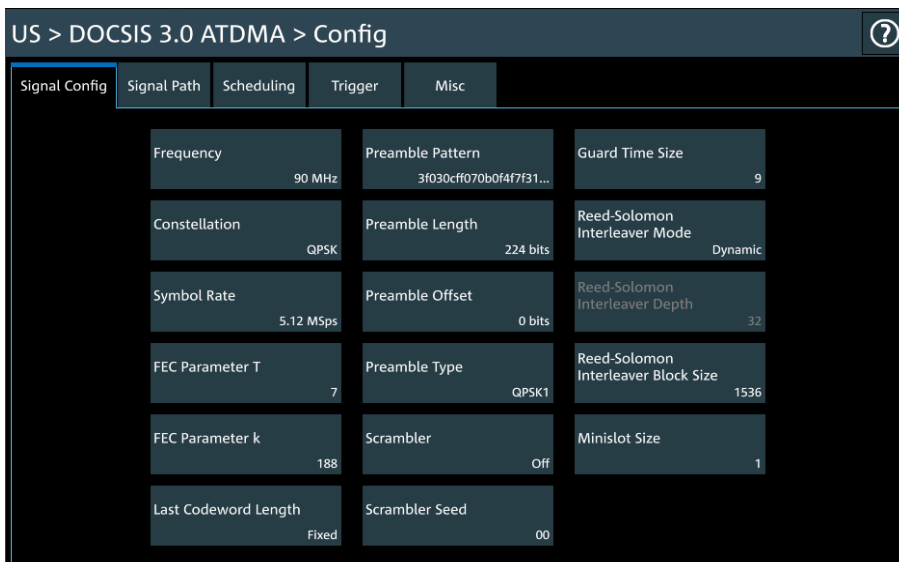 US > DOCSIS 3.0 ATDMA > Config
?
Signal Config
Signal Path
Scheduling
Trigger
Misc
Frequency
90 MHz
Constellation
QPSK
Symbol Rate
5.12 MSps
FEC Parameter T
7
FEC Parameter k
188
Last Codeword Length
Fixed
Preamble Pattern
3f030cff070b0f4f7f31...
Preamble Length
224 bits
Preamble Offset
0 bits
Preamble Type
QPSK1
Scrambler
Off
Scrambler Seed
00
Guard Time Size
9
Reed-Solomon
Interleaver Mode
Dynamic
Reed-Solomon
Interleaver Depth
32
Reed-Solomon
Interleaver Block Size
1536
Minislot Size
1